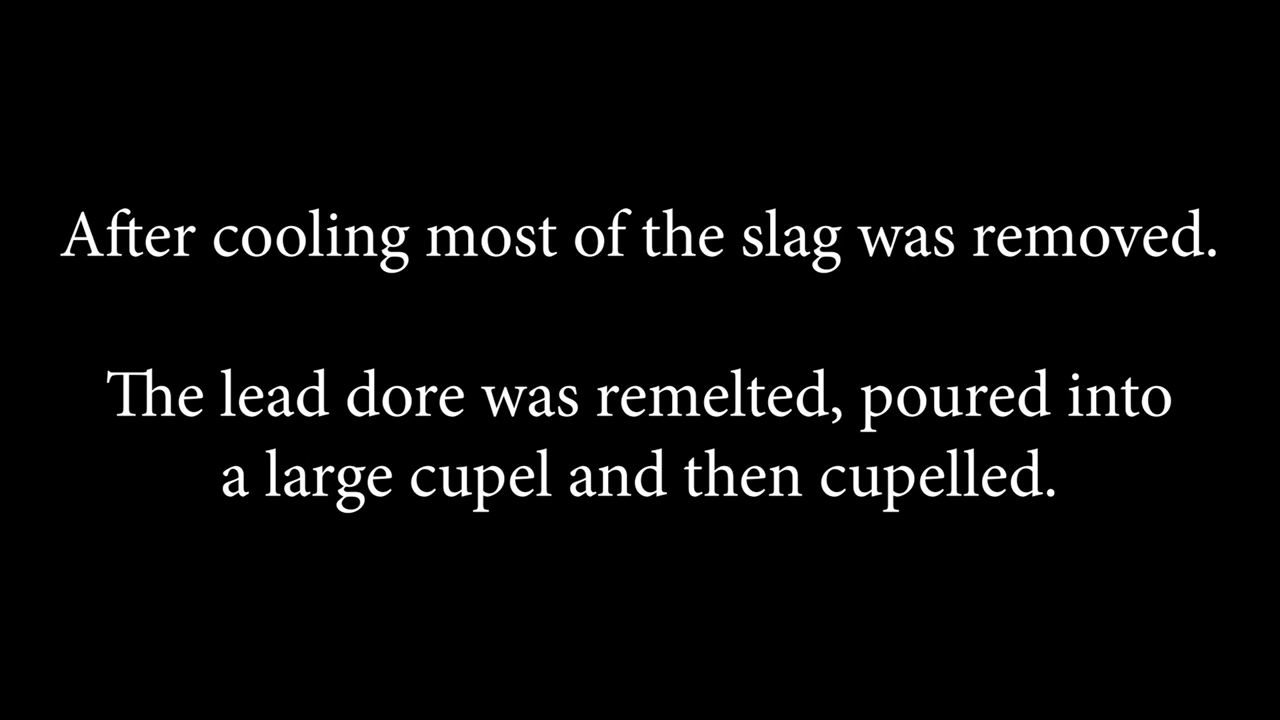 After cooling most of the slag was removed.
The lead dore was remelted, poured into
a large cupel and then cupelled.